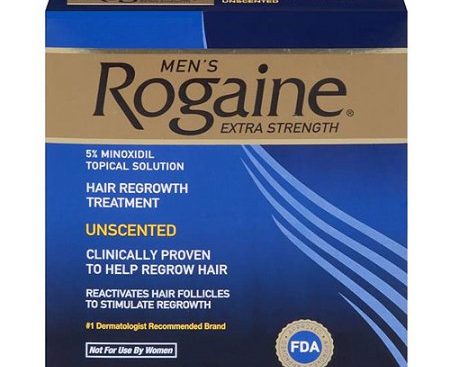 UNSCENTED
MEN'S
Rogaine®
EXTRA STRENGTH
5% MINOXIDIL
TOPICAL SOLUTION
HAIR REGROWTH
TREATMENT
UNSCENTED
CLINICALLY PROVEN
TO HELP REGROW HAIR
REACTIVATES HAIR FOLLICLES
TO STIMULATE REGROWTH
#1 Dermatologist Recommended Brand
Not For Use By Women
FDA